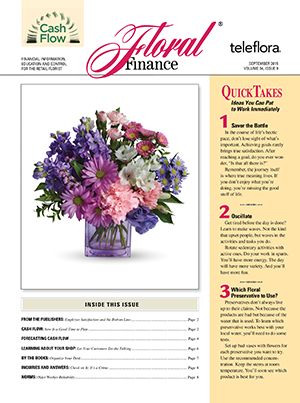 Cash
Flow
FINANCIAL INFORMATION,
EDUCATION AND CONTROL
FOR THE RETAIL FLORIST
Floral®
Finance
teleflora.
SEPTEMBER 2015
VOLUME 34, ISSUE 9
INSIDE THIS ISSUE
FROM THE PUBLISHERS: Employee Satisfaction and the Bottom Line Page 2
CASH FLOW: Now Is a Good Time to Plan Page 3
FORECASTING CASH FLOW Page 4
LEARNING ABOUT YOUR SHOP: Let Your Customers Do the Talking Page 6
BY THE BOOKS: Organize Your Desk Page 7
INQUIRIES AND ANSWERS: Check on It: It's a Crime Page 8
NORMS: Other Worker Reliability Page 8
QUICKTAKES
Ideas You Can Put
to Work Immediately
1 Savor the Battle
In the course of life's hectic
pace, don't lose sight of what's
important. Achieving goals rarely
brings true satisfaction. After
reaching a goal, do you ever won-
der, "Is that all there is?"
Remember, the journey itself
is where true meaning lives. If
you don't enjoy what you're
doing, you're missing the good
stuff of life.
2 Oscillate
Get tired before the day is done?
Learn to make waves. Not the kind
that upset people, but waves in the
activities and tasks you do.
Rotate sedentary activities with
active ones. Do your work in spurts.
You'll have more energy. The day
will have more variety. And you'll
have more fun.
3 Which Floral
Preservative to Use?
Preservatives don't always live
up to their claims. Not because the
products are bad but because of the
water that is used. To learn which
preservative works best with your
local water, you'll need to do some
tests.
Set up bud vases with flowers for
each preservative you want to try.
Use the recommended concen-
tration. Keep the stems at room
temperature. You'll soon see which
product is best for you.